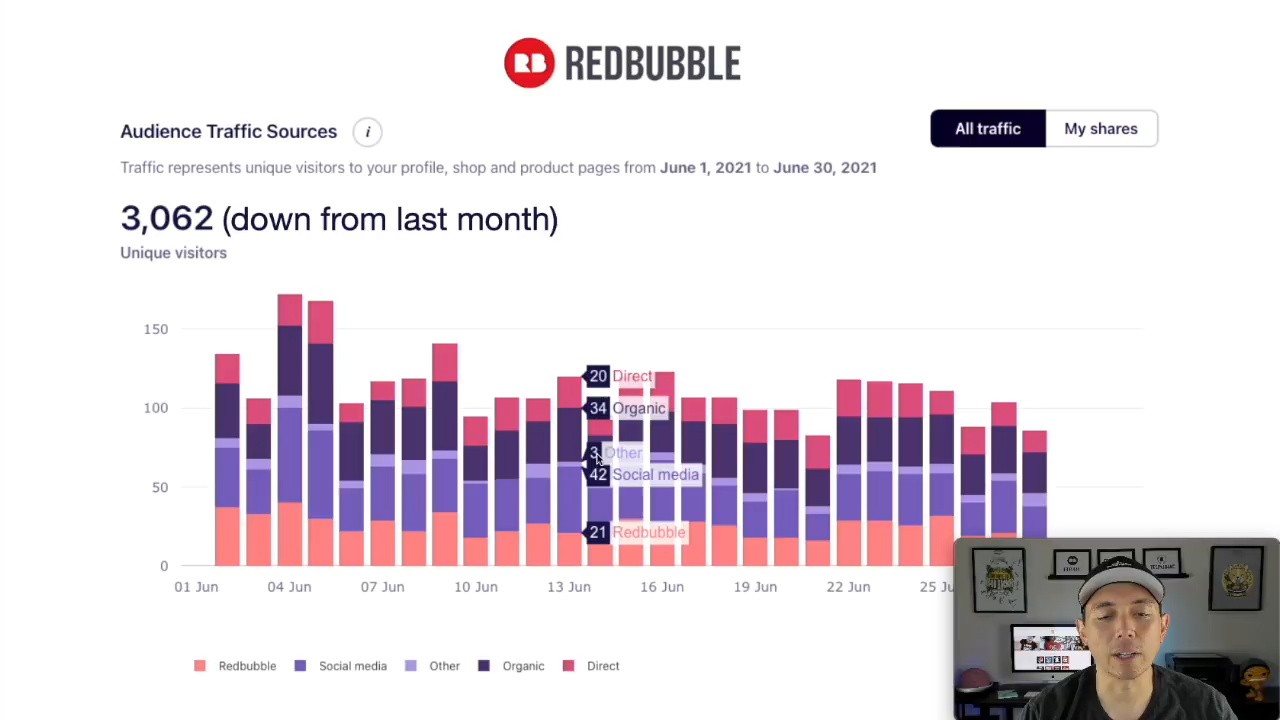 RB REDBUBBLE
Audience Traffic Sources i
All traffic My shares
Traffic represents unique visitors to your profile, shop and product pages from June 1, 2021 to June 30, 2021
3,062 (down from last month)
Unique visitors
150
100
50
0
20 Direct
34 Organic
3 Other
42 Social media
21 Redbubble
01 Jun 04 Jun 07 Jun 10 Jun 13 Jun 16 Jun 19 Jun 22 Jun
Redbubble Social media Other Organic Direct